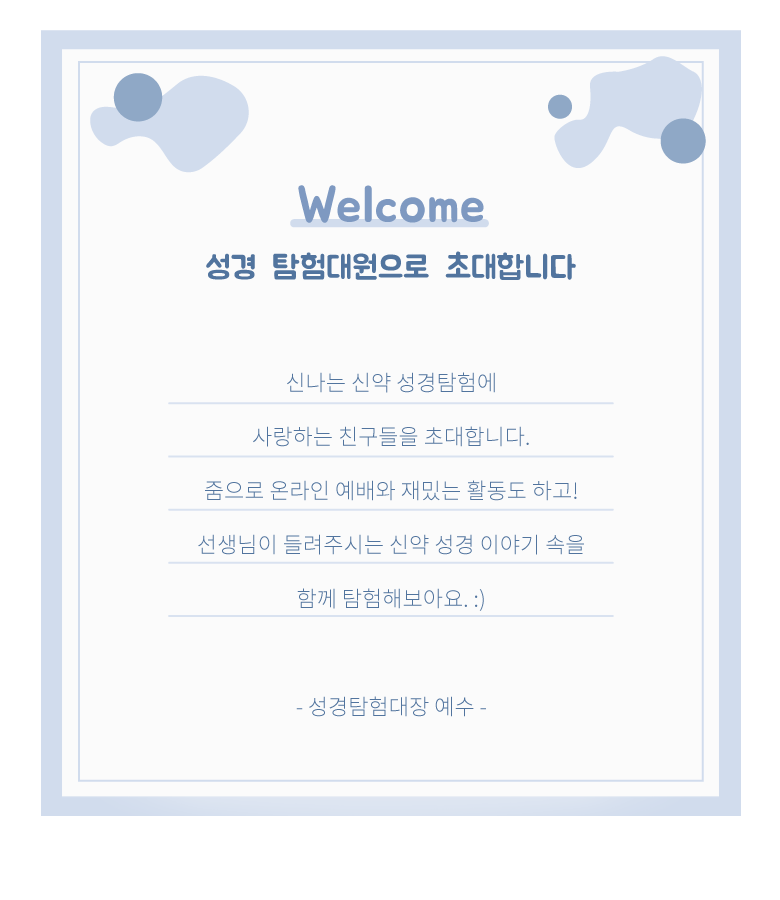 Welcome
성경 탐험대원으로 초대합니다
신나는 신약 성경탐험에
사랑하는 친구들을 초대합니다.
줌으로 온라인 예배와 재밌는 활동도 하고!
선생님이 들려주시는 신약 성경 이야기 속을
함께 탐험해보아요. :)
- 성경탐험대장 예수 -